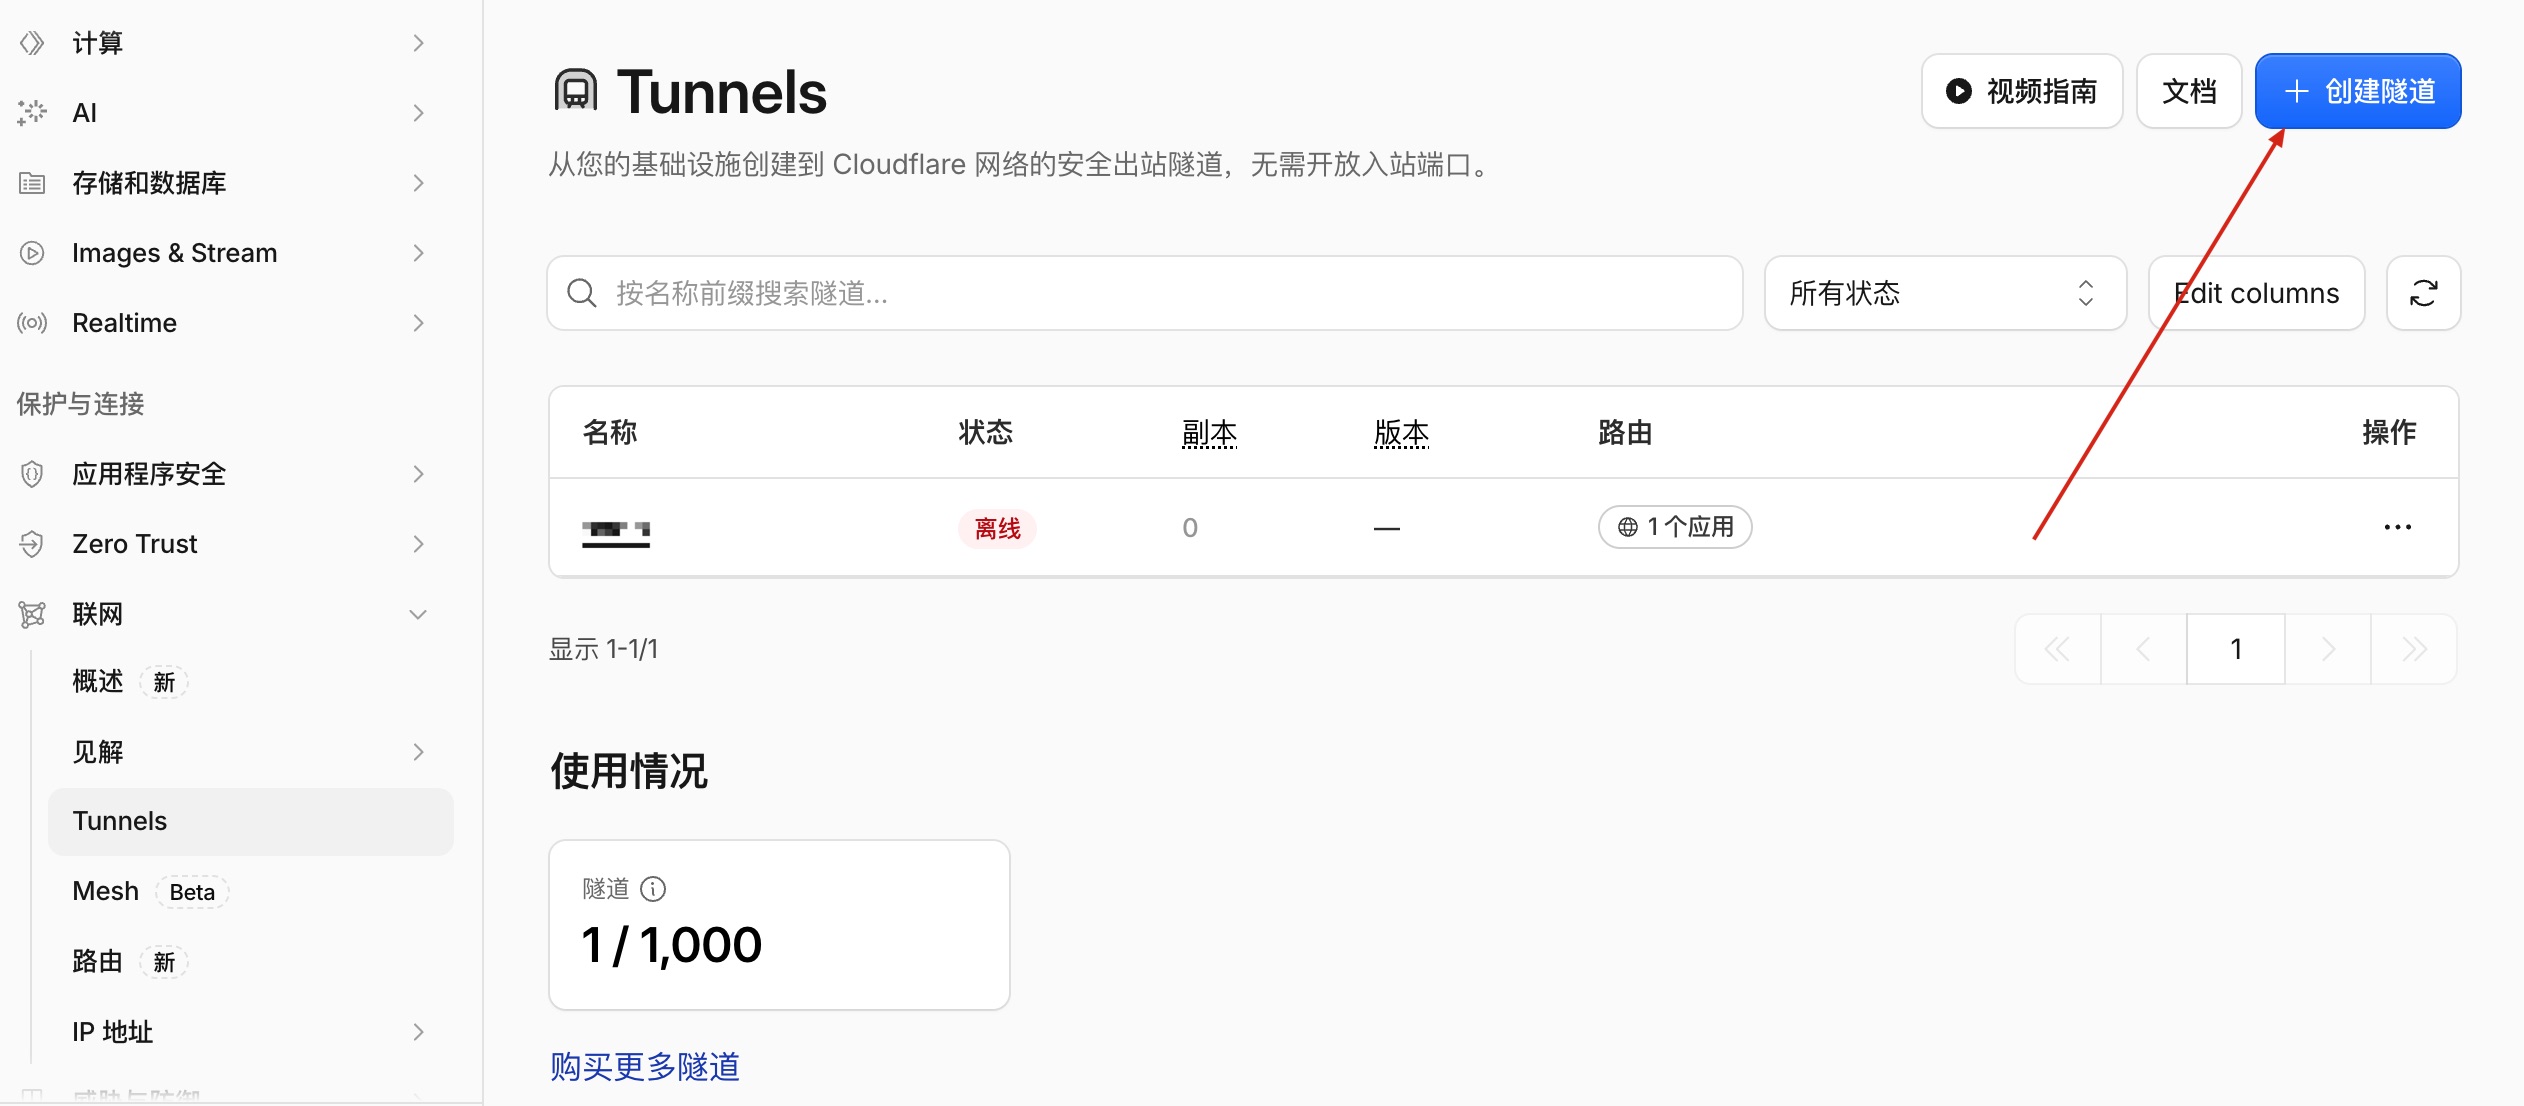 计算
AI
存储和数据库
Images & Stream
Realtime
保护与连接
应用程序安全
Zero Trust
联网
概述 新
见解
Tunnels
Mesh Beta
路由 新
IP 地址
威胁与防御
Tunnels
视频指南
文档
创建隧道
从您的基础设施创建到 Cloudflare 网络的安全出站隧道，无需开放入站端口。
按名称前缀搜索隧道...
所有状态
Edit columns
名称 状态 副本 版本 路由 操作
离线 0 — 1 个应用 ...
显示 1-1/1
1
使用情况
隧道
1 / 1,000
购买更多隧道